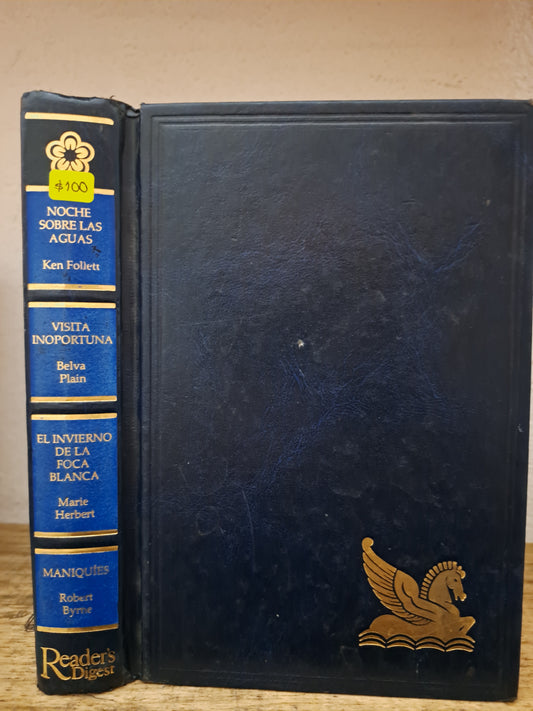 $100
NOCHE
SOBRE LAS
AGUAS
Ken Follett
VISITA
INOPORTUNA
Belva
Plain
EL INVIERNO
DE LA
FOCA
BLANCA
Marie
Herbert
MANIQUÍES
Robert
Byrne
Reader's
Digest